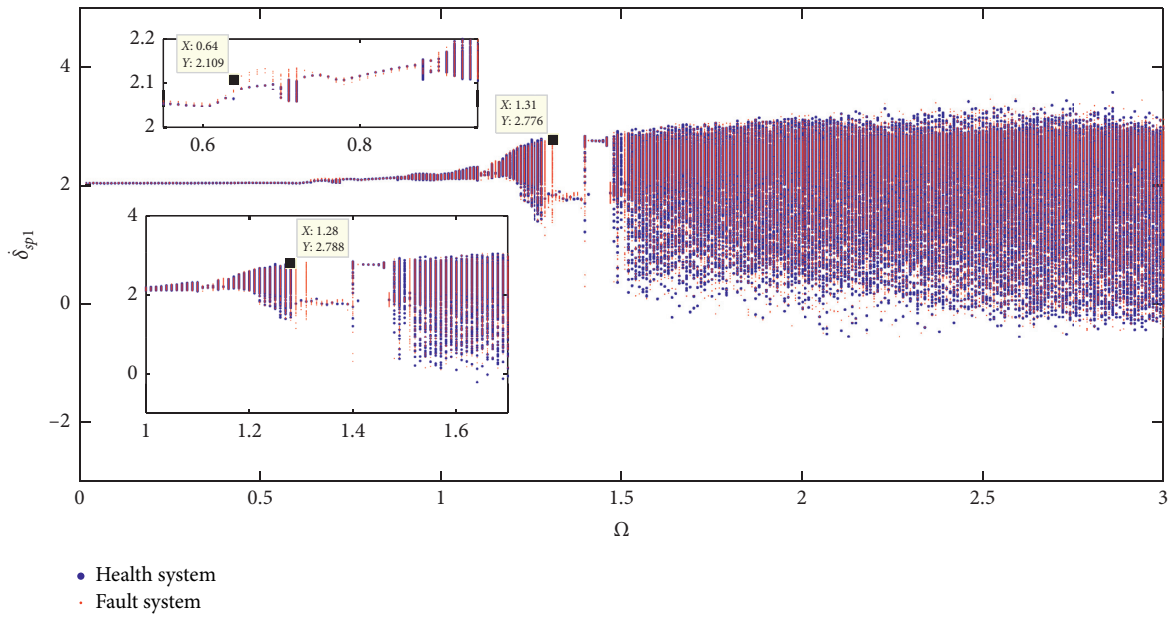 4
2
0
−2
δ̇sp1
2.2
2.1
2
0.6
0.8
X: 0.64
Y: 2.109
X: 1.31
Y: 2.776
4
2
0
1
1.2
1.4
1.6
X: 1.28
Y: 2.788
0
0.5
1
1.5
2
2.5
3
Ω
Health system
Fault system